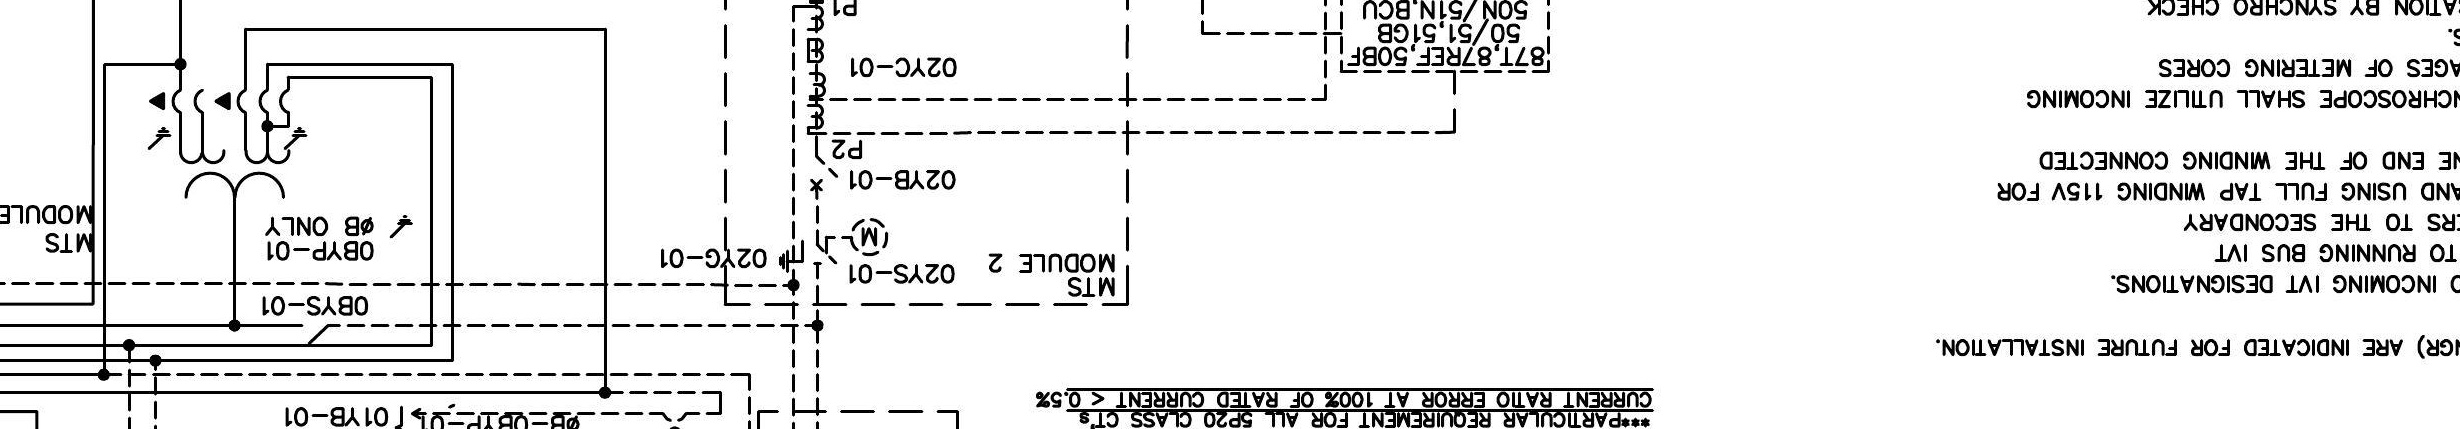 NGR) ARE INDICATED FOR FUTURE INSTALLATION.
INCOMING IVT DESIGNATIONS.
TO RUNNING BUS IVT
ERS TO THE SECONDARY
AND USING FULL TAP WINDING 115V FOR
NE END OF THE WINDING CONNECTED
NCHROSCOPE SHALL UTILIZE INCOMING
AGES OF METERING CORES
S.
CATION BY SYNCHRO CHECK
***PARTICULAR REQUIREMENT FOR ALL 5P20 CLASS CT's
CURRENT RATIO ERROR AT 100% OF RATED CURRENT < 0.5%
MTS
MODULE 2
02YS-01
02YG-01
M
02YB-01
P2
02YC-01
P1
87T,87REF,50BF
50/51,51GB
50N/51N,BCU
ØB-0BYP-01
01YB-01
0BYS-01
0BYP-01
ØB ONLY
MTS
MODULE